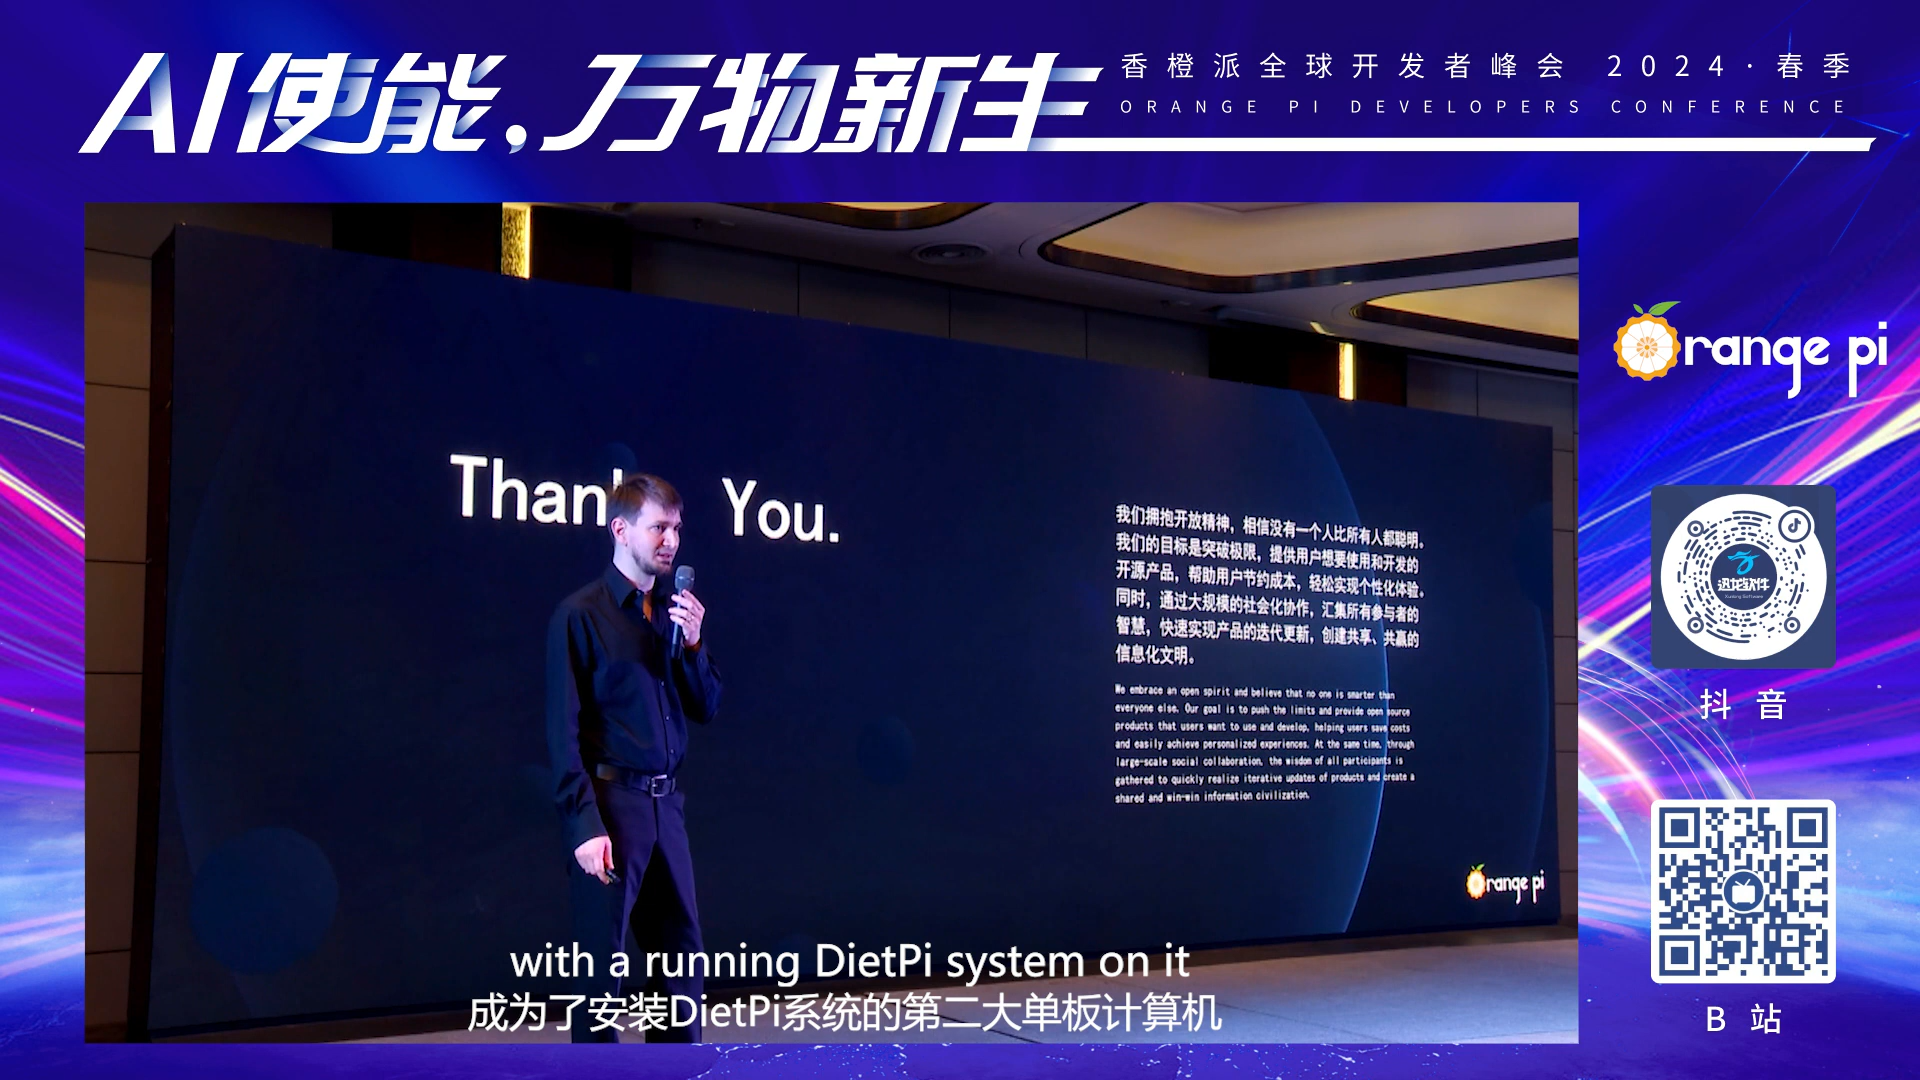 AI使能，万物新生
香橙派全球开发者峰会 2024·春季
ORANGE PI DEVELOPERS CONFERENCE
Orange pi
Thank You.
我们拥抱开放精神，相信没有一个人比所有人都聪明。
我们的目标是突破极限，提供用户想要使用和开发的
开源产品，帮助用户节约成本，轻松实现个性化体验。
同时，通过大规模的社会化协作，汇集所有参与者的
智慧，快速实现产品的迭代更新，创建共享、共赢的
信息化文明。
We embrace an open spirit and believe that no one is smarter than
everyone else. Our goal is to push the limits and provide open source
products that users want to use and develop, helping users save costs
and easily achieve personalized experiences. At the same time, through
large-scale social collaboration, the wisdom of all participants is
gathered to quickly realize iterative updates of products and create a
shared and win-win information civilization.
Orange pi
with a running DietPi system on it
成为了安装DietPi系统的第二大单板计算机
迅龙软件
Xunlong Software
抖音
B站